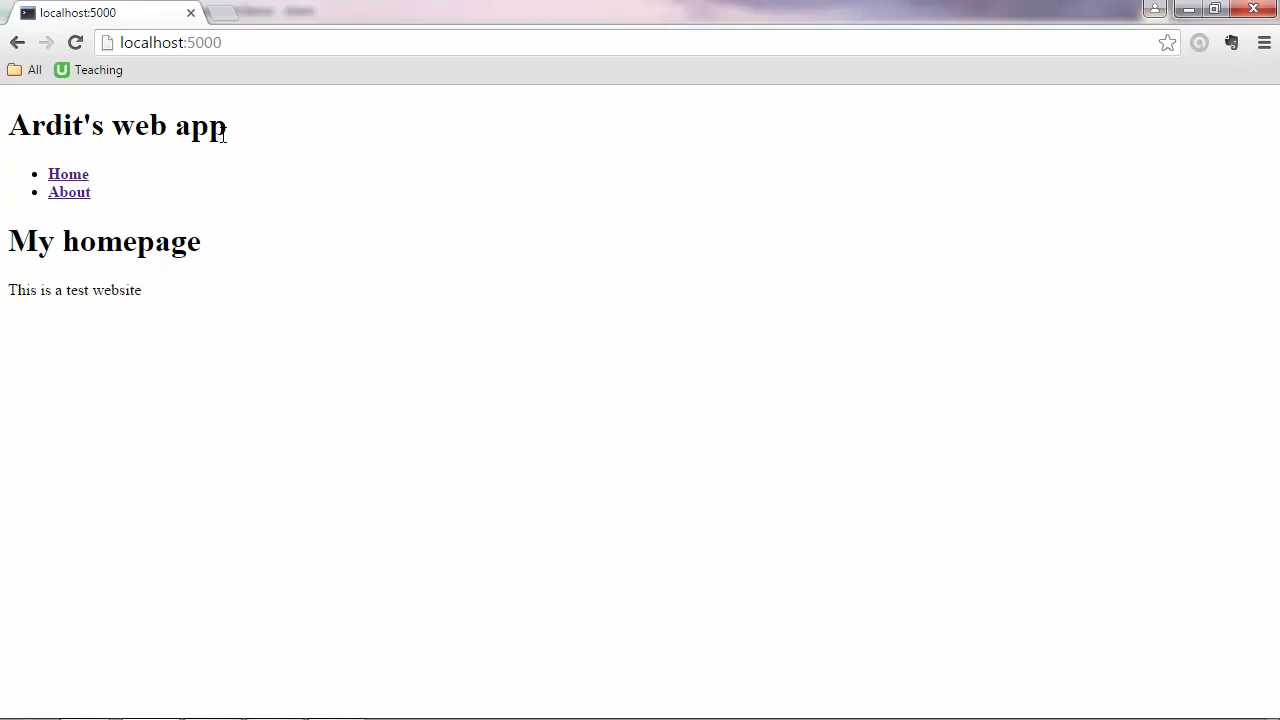 localhost:5000
localhost:5000
All Teaching
Ardit's web app
Home
About
My homepage
This is a test website